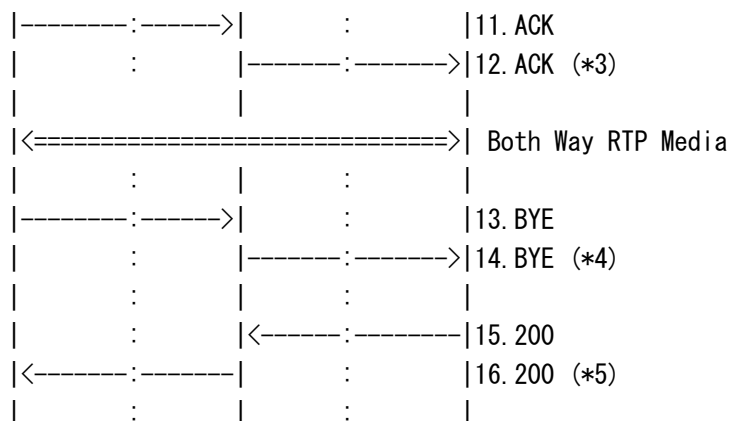 |--------:------>|       :        |11. ACK
|        :       |-------:------->|12. ACK (*3)
|                |                |
|<===============================>| Both Way RTP Media
|        :       |       :        |
|--------:------>|       :        |13. BYE
|        :       |-------:------->|14. BYE (*4)
|        :       |       :        |
|        :       |<------:--------|15. 200
|<-------:-------|       :        |16. 200 (*5)
|        :       |       :        |